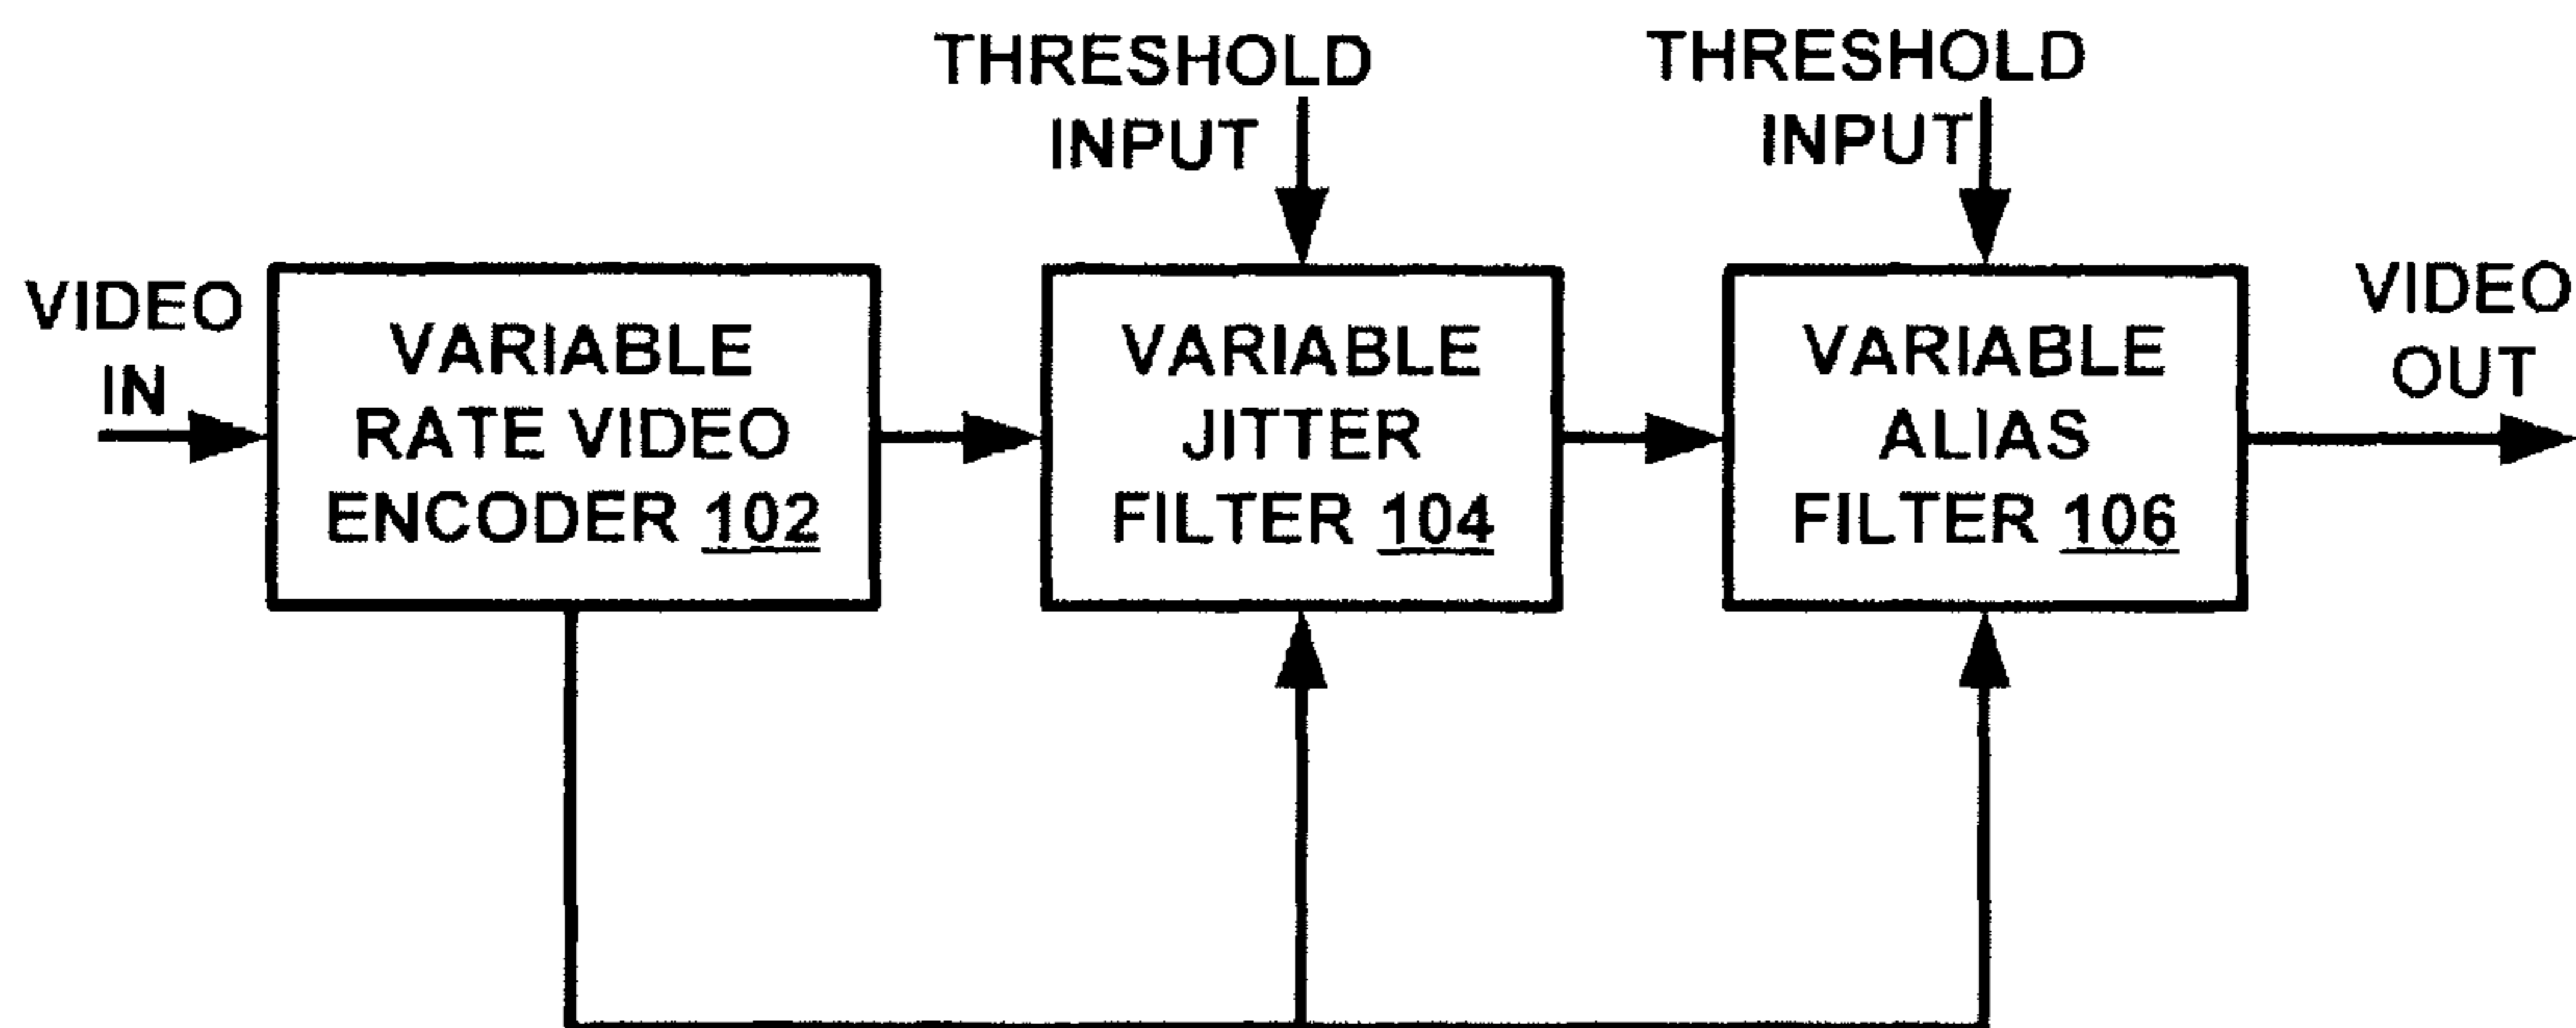 THRESHOLD
INPUT
THRESHOLD
INPUT
VIDEO
IN
VARIABLE
RATE VIDEO
ENCODER 102
VARIABLE
JITTER
FILTER 104
VARIABLE
ALIAS
FILTER 106
VIDEO
OUT